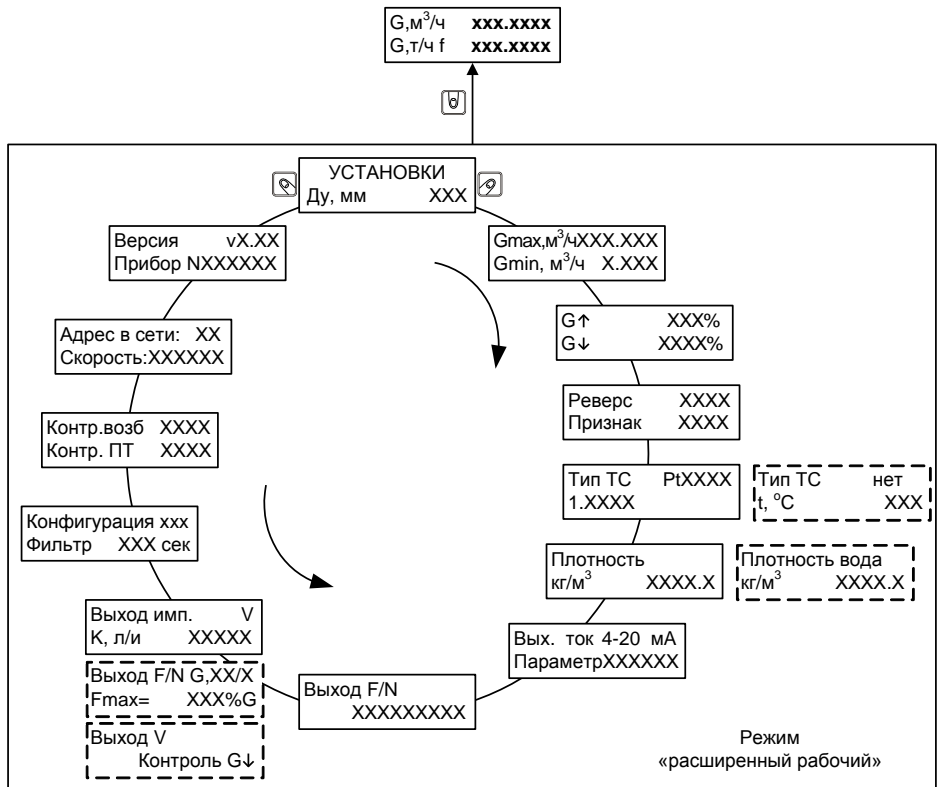 G,м³/ч xxx.xxxx
G,т/ч f xxx.xxxx
УСТАНОВКИ
Ду, мм XXX
Gmax,м³/чXXX.XXX
Gmin, м³/ч X.XXX
G↑ XXX%
G↓ XXXX%
Реверс XXXX
Признак XXXX
Тип ТС PtXXXX
1.XXXX
Тип ТС нет
t, °C XXX
Плотность
кг/м³ XXXX.X
Плотность вода
кг/м³ XXXX.X
Вых. ток 4-20 мА
ПараметрXXXXXX
Выход F/N
XXXXXXXXX
Выход имп. V
K, л/и XXXXX
Выход F/N G,XX/X
Fmax= XXX%G
Выход V
Контроль G↓
Конфигурация xxx
Фильтр XXX сек
Контр.возб XXXX
Контр. ПТ XXXX
Адрес в сети: XX
Скорость:XXXXXX
Версия vX.XX
Прибор NXXXXXX
Режим
«расширенный рабочий»